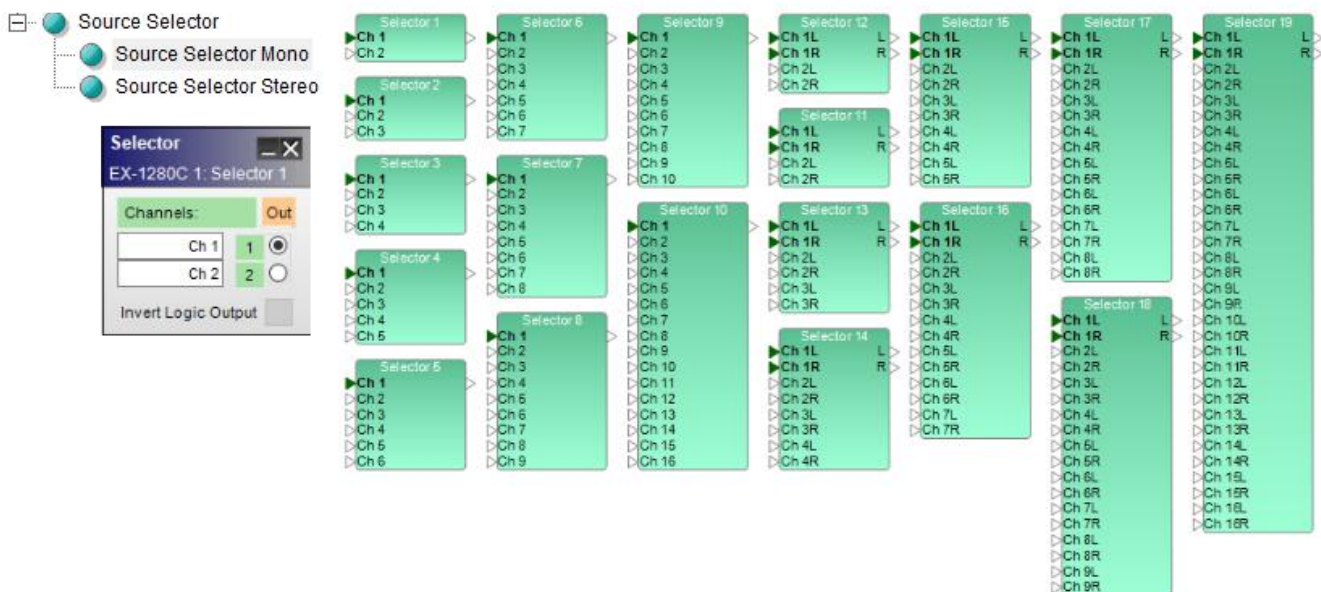 Source Selector
Source Selector Mono
Source Selector Stereo
Selector
EX-1280C 1: Selector 1
Channels: Out
Ch 1 1
Ch 2 2
Invert Logic Output
Selector 1
Ch 1
Ch 2
Selector 2
Ch 1
Ch 2
Ch 3
Selector 3
Ch 1
Ch 2
Ch 3
Ch 4
Selector 4
Ch 1
Ch 2
Ch 3
Ch 4
Ch 5
Selector 5
Ch 1
Ch 2
Ch 3
Ch 4
Ch 5
Ch 6
Selector 6
Ch 1
Ch 2
Ch 3
Ch 4
Ch 5
Ch 6
Ch 7
Selector 7
Ch 1
Ch 2
Ch 3
Ch 4
Ch 5
Ch 6
Ch 7
Ch 8
Selector 8
Ch 1
Ch 2
Ch 3
Ch 4
Ch 5
Ch 6
Ch 7
Ch 8
Ch 9
Selector 9
Ch 1
Ch 2
Ch 3
Ch 4
Ch 5
Ch 6
Ch 7
Ch 8
Ch 9
Ch 10
Selector 10
Ch 1
Ch 2
Ch 3
Ch 4
Ch 5
Ch 6
Ch 7
Ch 8
Ch 9
Ch 10
Ch 11
Ch 12
Ch 13
Ch 14
Ch 15
Ch 16
Selector 12
Ch 1L L
Ch 1R R
Ch 2L
Ch 2R
Selector 11
Ch 1L L
Ch 1R R
Ch 2L
Ch 2R
Selector 13
Ch 1L L
Ch 1R R
Ch 2L
Ch 2R
Ch 3L
Ch 3R
Selector 14
Ch 1L L
Ch 1R R
Ch 2L
Ch 2R
Ch 3L
Ch 3R
Ch 4L
Ch 4R
Selector 15
Ch 1L L
Ch 1R R
Ch 2L
Ch 2R
Ch 3L
Ch 3R
Ch 4L
Ch 4R
Ch 5L
Ch 5R
Selector 16
Ch 1L L
Ch 1R R
Ch 2L
Ch 2R
Ch 3L
Ch 3R
Ch 4L
Ch 4R
Ch 5L
Ch 5R
Ch 6L
Ch 6R
Ch 7L
Ch 7R
Selector 17
Ch 1L L
Ch 1R R
Ch 2L
Ch 2R
Ch 3L
Ch 3R
Ch 4L
Ch 4R
Ch 5L
Ch 5R
Ch 6L
Ch 6R
Ch 7L
Ch 7R
Ch 8L
Ch 8R
Selector 18
Ch 1L L
Ch 1R R
Ch 2L
Ch 2R
Ch 3L
Ch 3R
Ch 4L
Ch 4R
Ch 5L
Ch 5R
Ch 6L
Ch 6R
Ch 7L
Ch 7R
Ch 8L
Ch 8R
Ch 9L
Ch 9R
Selector 19
Ch 1L L
Ch 1R R
Ch 2L
Ch 2R
Ch 3L
Ch 3R
Ch 4L
Ch 4R
Ch 5L
Ch 5R
Ch 6L
Ch 6R
Ch 7L
Ch 7R
Ch 8L
Ch 8R
Ch 9L
Ch 9R
Ch 10L
Ch 10R
Ch 11L
Ch 11R
Ch 12L
Ch 12R
Ch 13L
Ch 13R
Ch 14L
Ch 14R
Ch 15L
Ch 15R
Ch 16L
Ch 16R